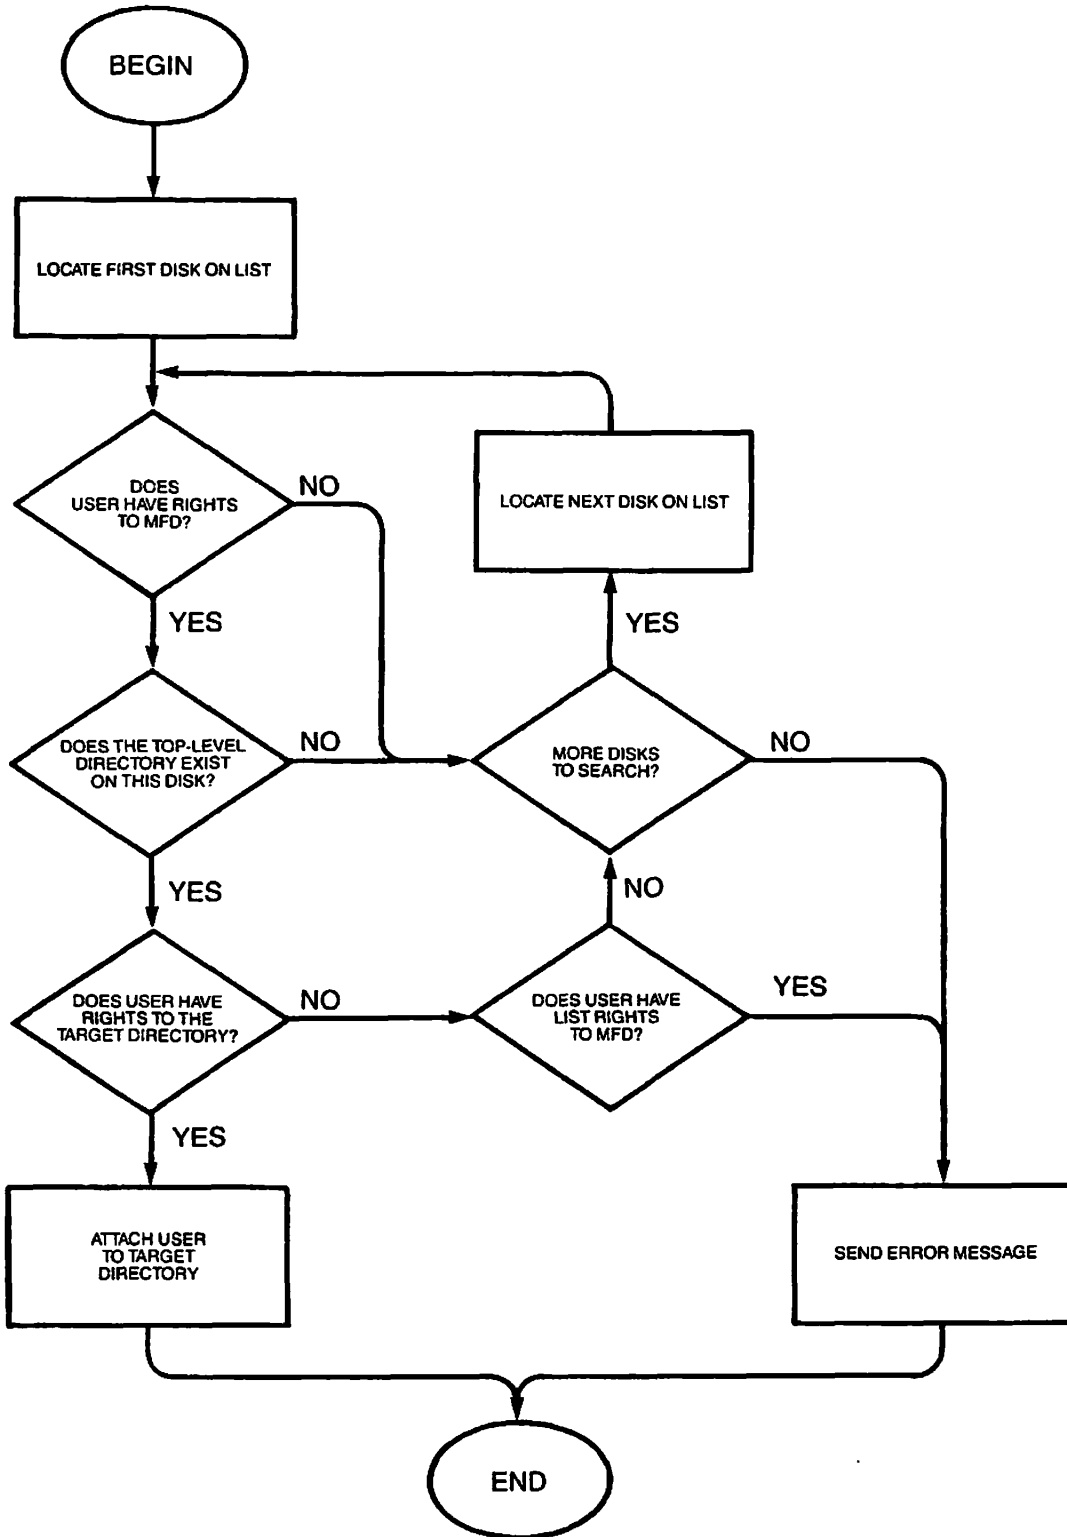 BEGIN
LOCATE FIRST DISK ON LIST
DOES
USER HAVE RIGHTS
TO MFD?
NO
LOCATE NEXT DISK ON LIST
YES
YES
DOES THE TOP-LEVEL
DIRECTORY EXIST
ON THIS DISK?
NO
MORE DISKS
TO SEARCH?
NO
YES
NO
DOES USER HAVE
RIGHTS TO THE
TARGET DIRECTORY?
NO
DOES USER HAVE
LIST RIGHTS
TO MFD?
YES
YES
ATTACH USER
TO TARGET
DIRECTORY
SEND ERROR MESSAGE
END